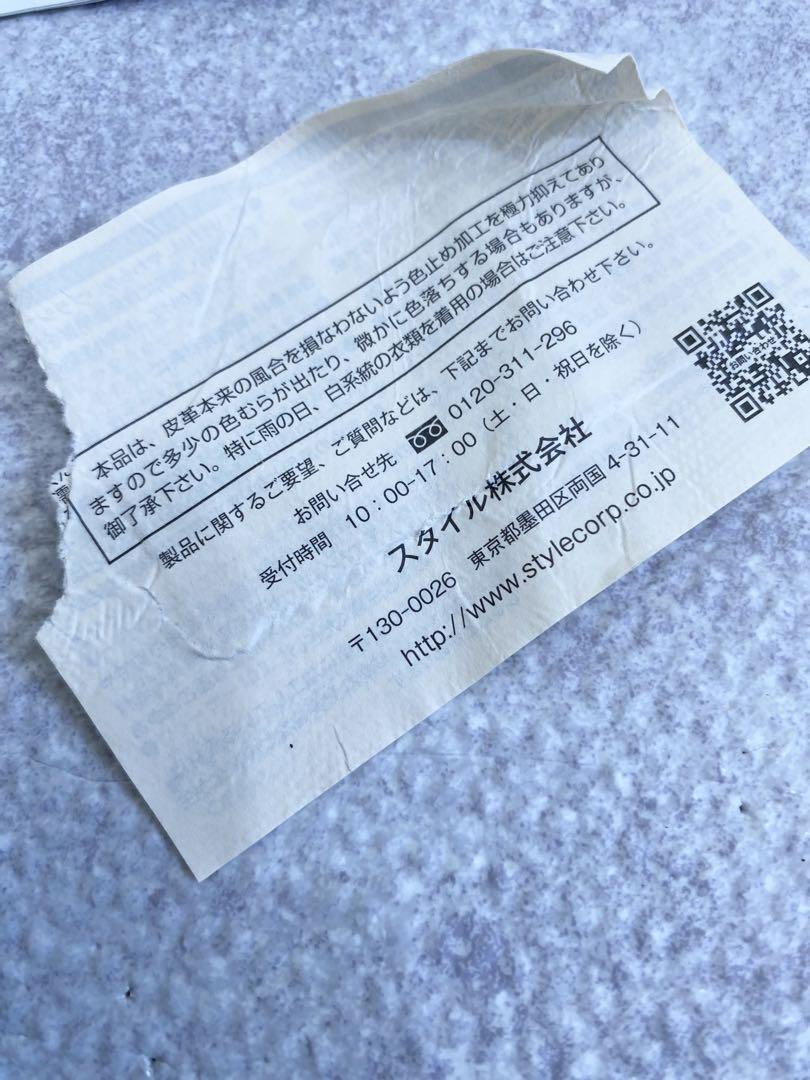 本品は、皮革本来の風合を損なわないよう色止め加工を極力抑えてあり
ますので多少の色むらが出たり、微かに色落ちする場合もありますが、
御了承下さい。特に雨の日、白系統の衣類を着用の場合はご注意下さい。
製品に関するご要望、ご質問などは、下記までお問い合わせ下さい。
お問い合せ先 0120-311-296
受付時間 10：00-17：00（土・日・祝日を除く）
スタイル株式会社
〒130-0026 東京都墨田区両国4-31-11
http://www.stylecorp.co.jp
お問い合わせ